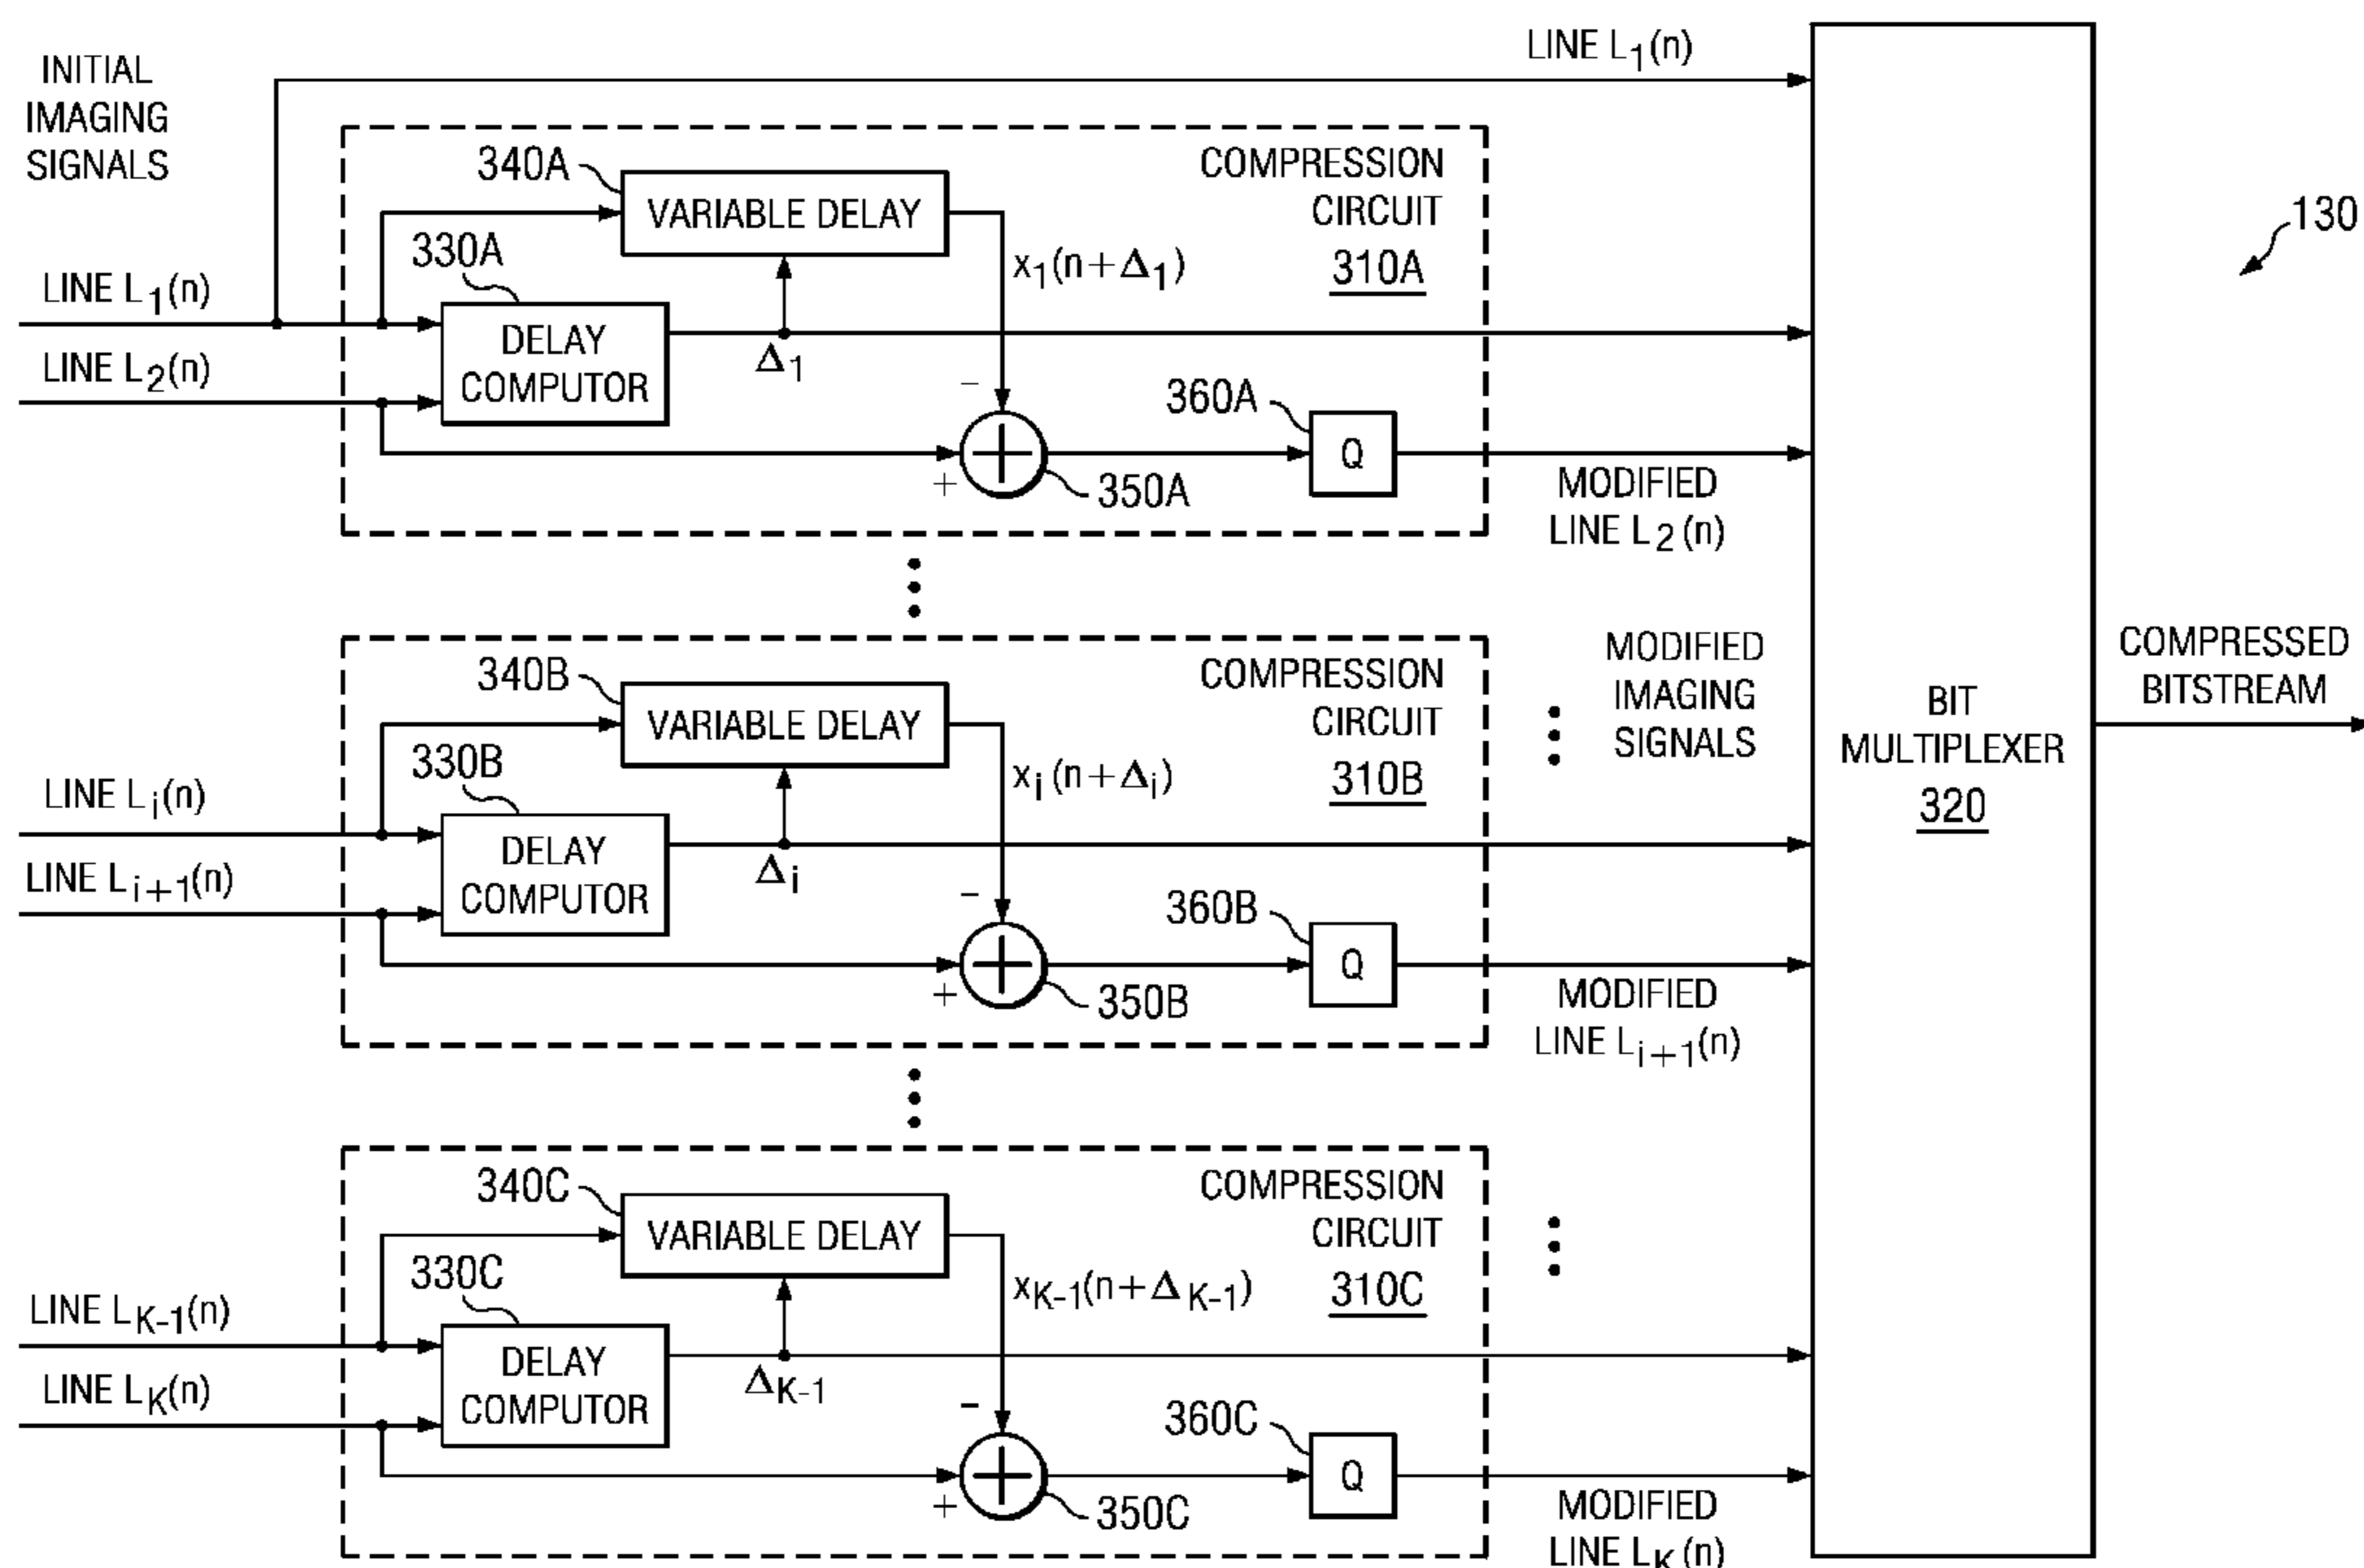 INITIAL
IMAGING
SIGNALS
LINE L1(n)
130
COMPRESSION
CIRCUIT
310A
340A
VARIABLE DELAY
330A
x1(n+Δ1)
LINE L1(n)
LINE L2(n)
DELAY
COMPUTOR
Δ1
−
+
350A
360A
Q
MODIFIED
LINE L2(n)
COMPRESSION
CIRCUIT
310B
340B
VARIABLE DELAY
330B
xi(n+Δi)
LINE Li(n)
LINE Li+1(n)
DELAY
COMPUTOR
Δi
−
+
350B
360B
Q
MODIFIED
IMAGING
SIGNALS
MODIFIED
LINE Li+1(n)
BIT
MULTIPLEXER
320
COMPRESSED
BITSTREAM
COMPRESSION
CIRCUIT
310C
340C
VARIABLE DELAY
330C
xK-1(n+ΔK-1)
LINE LK-1(n)
LINE LK(n)
DELAY
COMPUTOR
ΔK-1
−
+
350C
360C
Q
MODIFIED
LINE LK(n)